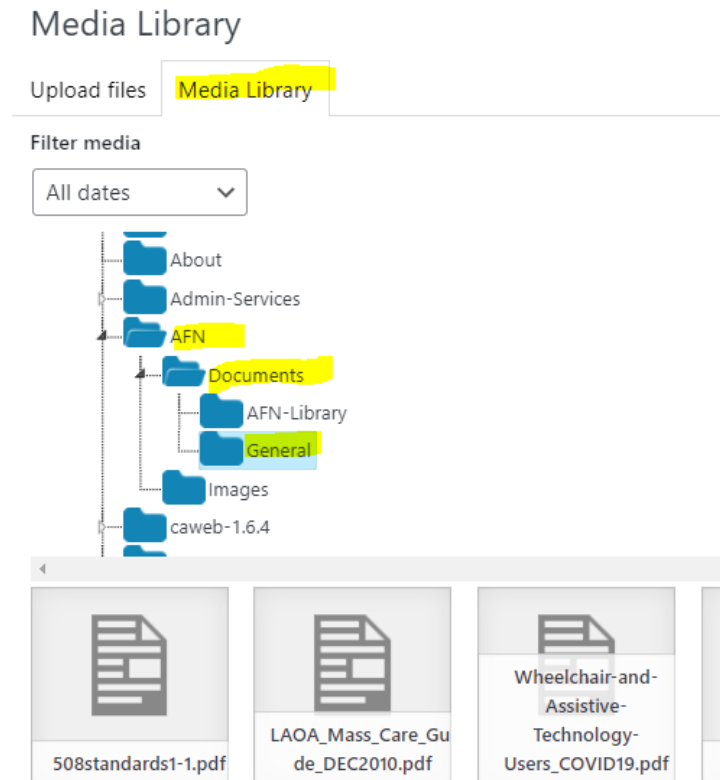 Media Library
Upload files
Media Library
Filter media
All dates
About
Admin-Services
AFN
Documents
AFN-Library
General
Images
caweb-1.6.4
508standards1-1.pdf
LAOA_Mass_Care_Gu
de_DEC2010.pdf
Wheelchair-and-
Assistive-
Technology-
Users_COVID19.pdf